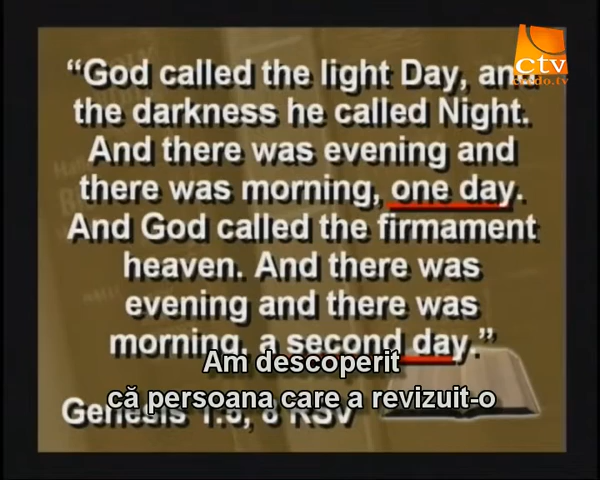 ctv
credo.tv
“God called the light Day, and
the darkness he called Night.
And there was evening and
there was morning, one day.
And God called the firmament
heaven. And there was
evening and there was
morning, a second day.”
Am descoperit
că persoana care a revizuit-o
Genesis 1:5, 8 RSV